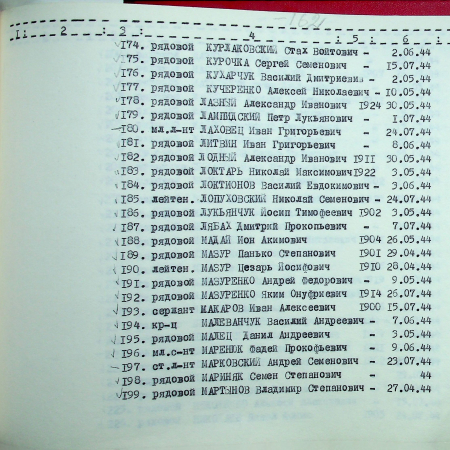 -162
I : 2 : 3 : 4 : 5 : 6 :
174. рядовой КУРЛАКОВСКИЙ Стах Войтович - 2.06.44
175. рядовой КУРОЧКА Сергей Семенович - 15.07.44
176. рядовой КУХАРЧУК Василий Дмитриевич - 2.05.44
177. рядовой КУЧЕРЕНКО Алексей Николаевич - 10.05.44
178. рядовой ЛАЗНЫЙ Александр Иванович 1924 30.05.44
179. рядовой ЛАМПИДСКИЙ Петр Лукьянович - 1.07.44
180. мл.л-нт ЛАХОВЕЦ Иван Григорьевич - 24.07.44
181. рядовой ЛИТВИН Иван Григорьевич - 8.06.44
182. рядовой ЛОДНЫЙ Александр Иванович 1911 30.05.44
183. рядовой ЛОКТАРЬ Николай Максимович 1922 3.05.44
184. рядовой ЛОКТИОНОВ Василий Евдокимович - 3.06.44
185. лейтен. ЛОПУХОВСКИЙ Николай Семенович - 24.07.44
186. рядовой ЛУКЬЯНЧУК Йосип Тимофеевич 1902 3.05.44
187. рядовой ЛЯБАХ Дмитрий Прокопьевич - 7.07.44
188. рядовой МАДАЙ Ион Акимович 1904 26.05.44
189. рядовой МАЗУР Панько Степанович 1901 29.04.44
190. лейтен. МАЗУР Цезарь Иосифович 1910 28.04.44
191. рядовой МАЗУРЕНКО Андрей Федорович - 9.05.44
192. рядовой МАЗУРЕНКО Яким Онуфриевич 1914 26.07.44
193. сержант МАКАРОВ Иван Алексеевич 1900 15.07.44
194. кр-ц МАЛЕВАНЧУК Василий Андреевич - 7.06.44
195. рядовой МАЛЕЦ Данил Андреевич - 3.05.44
196. мл.с-нт МАРЕНЮК Фадей Прокофьевич - 9.06.44
197. ст.л-нт МАРКОВСКИЙ Андрей Семенович - 23.07.44
198. рядовой МАРИНЯК Семен Степанович 44
199. рядовой МАРТЫНОВ Владимир Степанович - 27.04.44